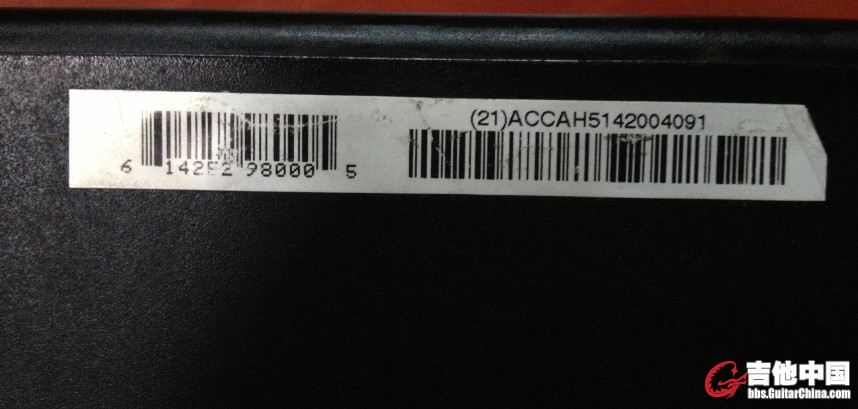 (21)ACCAH5142004091
6 14252 98000 5
吉他中国
bbs.GuitarChina.com